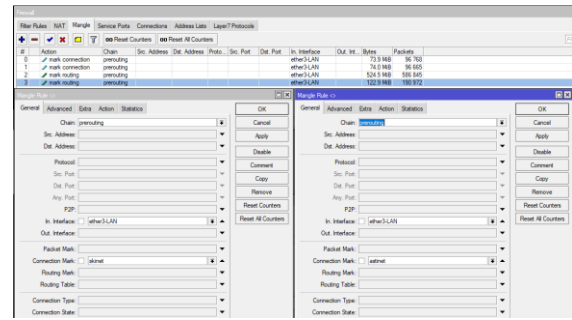 Firewall
Filter Rules NAT Mangle Service Ports Connections Address Lists Layer7 Protocols
00 Reset Counters 00 Reset All Counters
# Action Chain Src. Address Dst. Address Proto... Src. Port Dst. Port In. Interface Out. Int... Bytes Packets
0 mark connection prerouting ether3-LAN 73.9 MiB 96 768
1 mark connection prerouting ether3-LAN 74.0 MiB 96 665
2 mark routing prerouting ether3-LAN 524.5 MiB 586 845
3 mark routing prerouting ether3-LAN 122.9 MiB 180 972
Mangle Rule <>
General Advanced Extra Action Statistics
Chain: prerouting
Src. Address:
Dst. Address:
Protocol:
Src. Port:
Dst. Port:
Any. Port:
P2P:
In. Interface: ether3-LAN
Out. Interface:
Packet Mark:
Connection Mark: skinet
Routing Mark:
Routing Table:
Connection Type:
Connection State:
OK
Cancel
Apply
Disable
Comment
Copy
Remove
Reset Counters
Reset All Counters
Mangle Rule <>
General Advanced Extra Action Statistics
Chain: prerouting
Src. Address:
Dst. Address:
Protocol:
Src. Port:
Dst. Port:
Any. Port:
P2P:
In. Interface: ether3-LAN
Out. Interface:
Packet Mark:
Connection Mark: astinet
Routing Mark:
Routing Table:
Connection Type:
Connection State:
OK
Cancel
Apply
Disable
Comment
Copy
Remove
Reset Counters
Reset All Counters